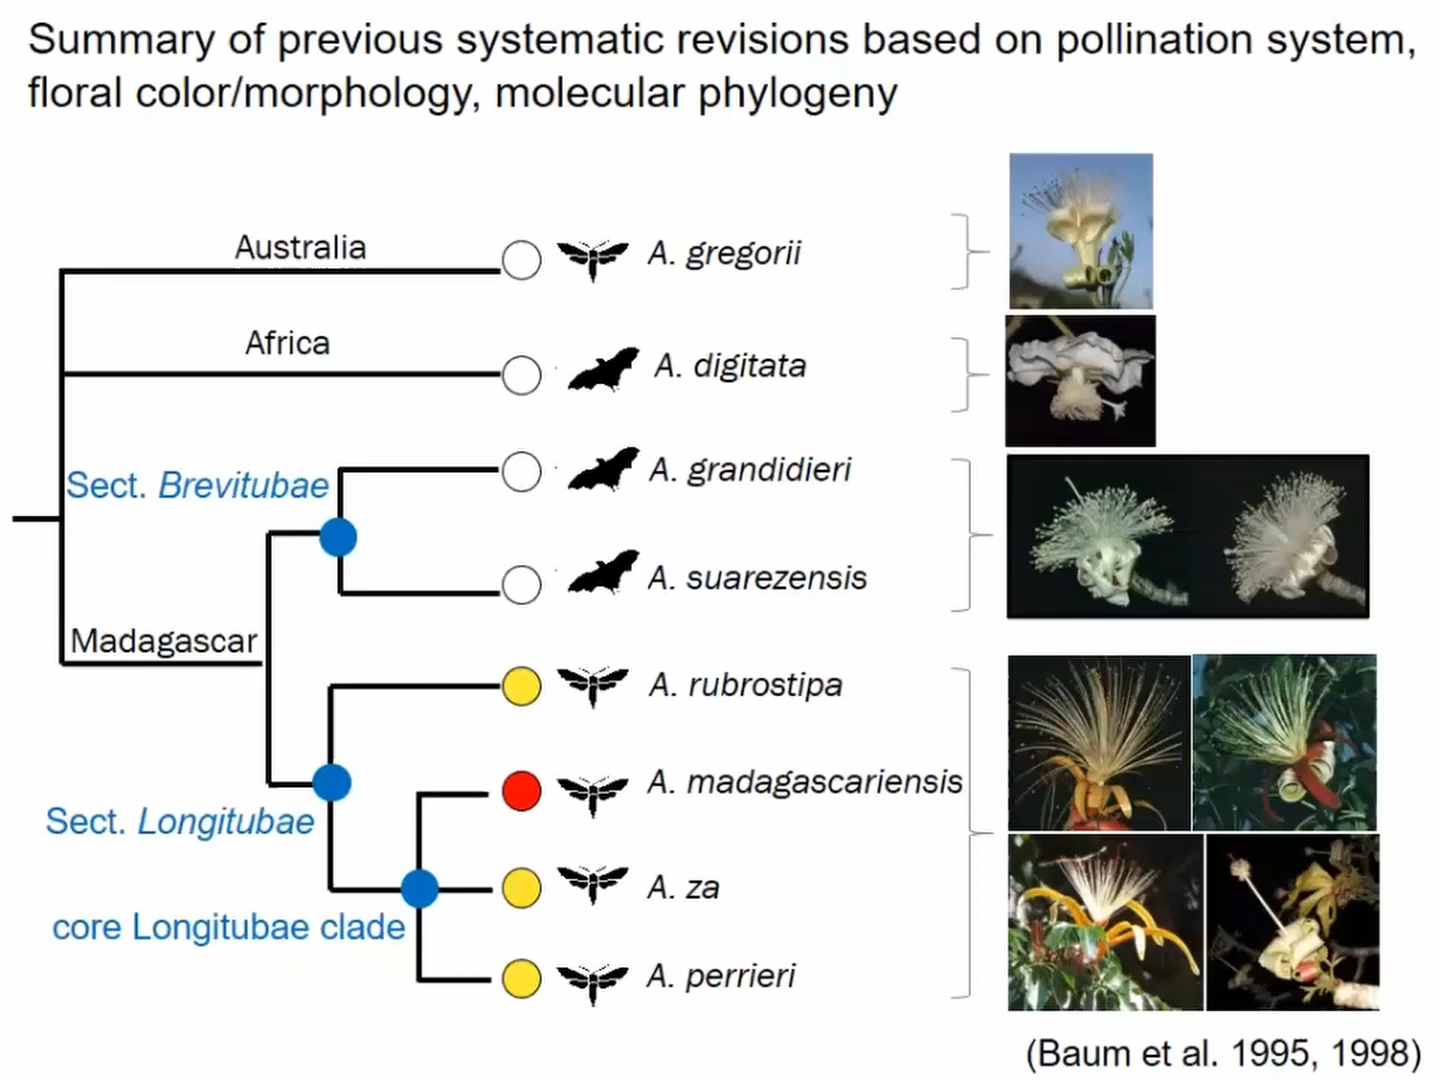 Summary of previous systematic revisions based on pollination system,
floral color/morphology, molecular phylogeny
Australia
A. gregorii
Africa
A. digitata
Sect. Brevitubae
A. grandidieri
A. suarezensis
Madagascar
A. rubrostipa
A. madagascariensis
Sect. Longitubae
A. za
core Longitubae clade
A. perrieri
(Baum et al. 1995, 1998)